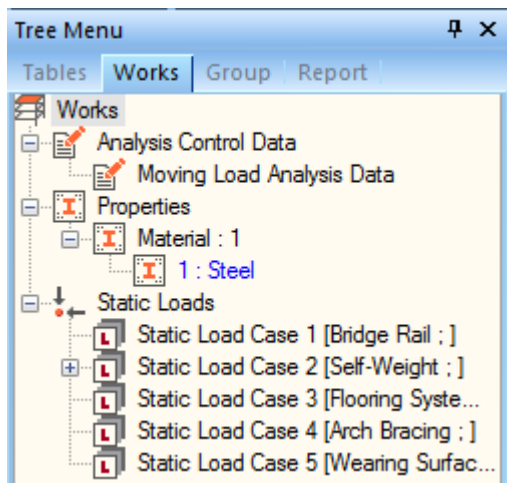 Tree Menu
Tables Works Group Report
Works
Analysis Control Data
Moving Load Analysis Data
Properties
Material : 1
1 : Steel
Static Loads
Static Load Case 1 [Bridge Rail ; ]
Static Load Case 2 [Self-Weight ; ]
Static Load Case 3 [Flooring Syste...
Static Load Case 4 [Arch Bracing ; ]
Static Load Case 5 [Wearing Surfac...